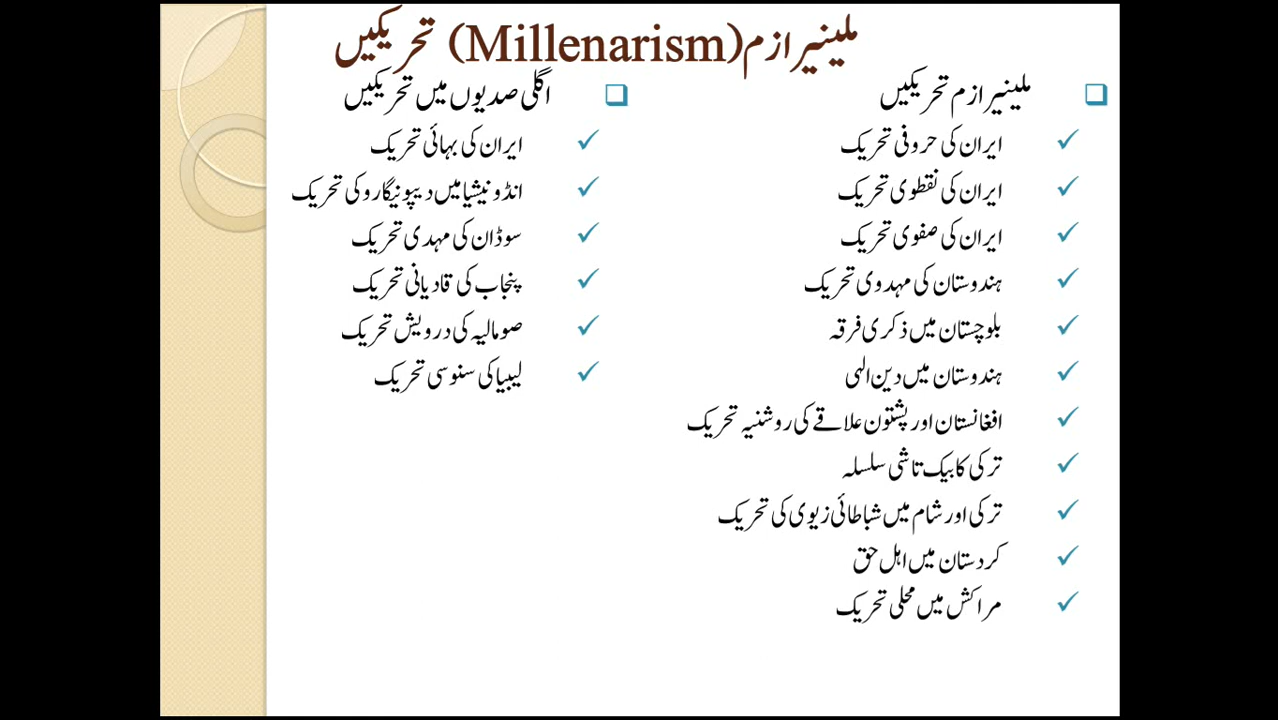 ملینیرازم(Millenarism) تحریکیں
ملینیرازم تحریکیں
ایران کی حروفی تحریک
ایران کی نقطوی تحریک
ایران کی صفوی تحریک
ہندوستان کی مہدوی تحریک
بلوچستان میں ذکری فرقہ
ہندوستان میں دین الہی
افغانستان اور پشتون علاقے کی روشنیہ تحریک
ترکی کا بیک تاشی سلسلہ
ترکی اور شام میں شباطائی زیوی کی تحریک
کردستان میں اہل حق
مراکش میں محلی تحریک
اگلی صدیوں میں تحریکیں
ایران کی بہائی تحریک
انڈونیشیا میں دیپونیگارو کی تحریک
سوڈان کی مہدی تحریک
پنجاب کی قادیانی تحریک
صومالیہ کی درویش تحریک
لیبیا کی سنوسی تحریک